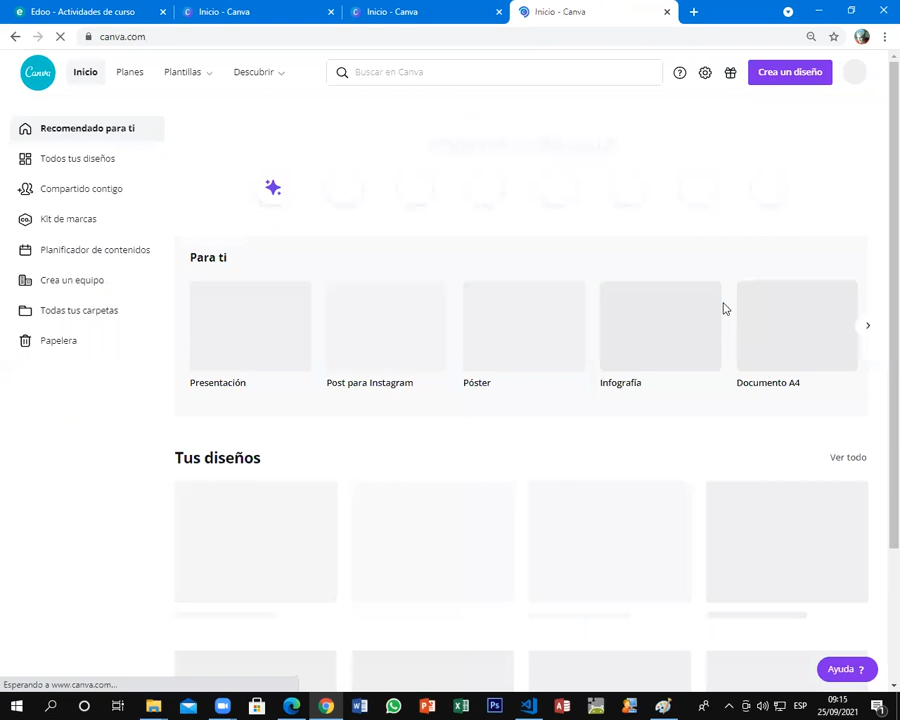 Edoo - Actividades de curso
Inicio - Canva
Inicio - Canva
Inicio - Canva
canva.com
Canva
Inicio
Planes
Plantillas
Descubrir
Buscar en Canva
Crea un diseño
Recomendado para ti
Todos tus diseños
Compartido contigo
Kit de marcas
Planificador de contenidos
Crea un equipo
Todas tus carpetas
Papelera
Para ti
Presentación
Post para Instagram
Póster
Infografía
Documento A4
Tus diseños
Ver todo
Ayuda ?
Esperando a www.canva.com...
ESP
09:15
25/09/2021